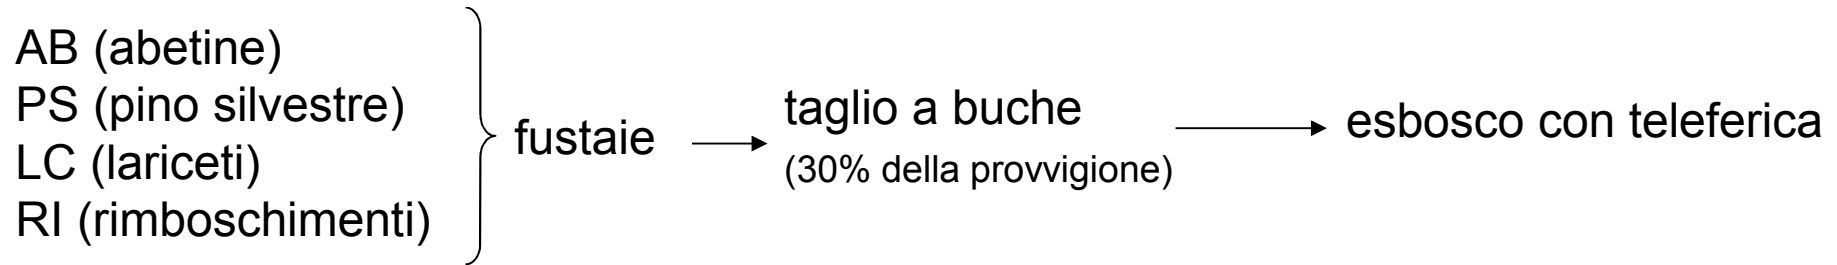 AB (abetine)
PS (pino silvestre)
LC (lariceti)
RI (rimboschimenti)
fustaie
taglio a buche
(30% della provvigione)
esbosco con teleferica